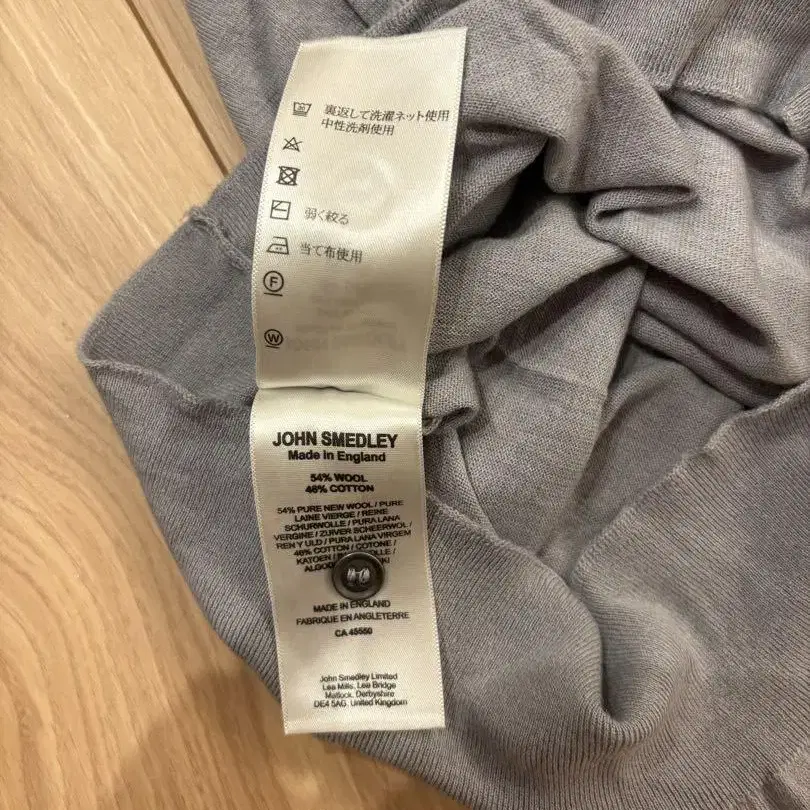 裏返して洗濯ネット使用
中性洗剤使用
弱く絞る
当て布使用
F
W
JOHN SMEDLEY
Made in England
54% WOOL
46% COTTON
54% PURE NEW WOOL / PURE
LAINE VIERGE / REINE
SCHURWOLLE / PURA LANA
VERGINE / ZUIVER SCHEERWOL /
REN Y ULD / PURA LANA VIRGEM
46% COTTON / COTONE /
KATOEN /
MADE IN ENGLAND
FABRIQUE EN ANGLETERRE
CA 45550
John Smedley Limited
Lea Mills, Lea Bridge
Matlock, Derbyshire
DE4 5AG, United Kingdom